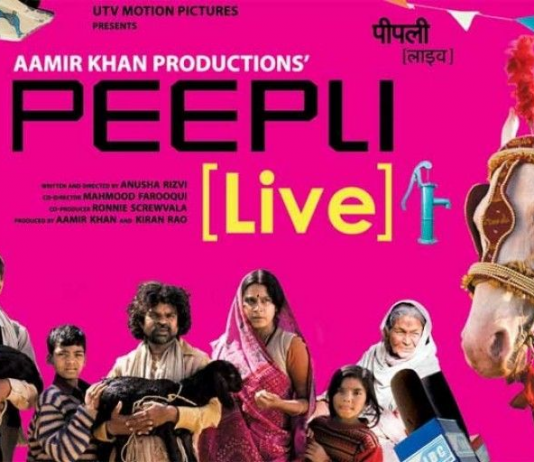 UTV MOTION PICTURES
PRESENTS
पीपली
[लाइव]
AAMIR KHAN PRODUCTIONS'
PEEPLI
[Live]
WRITTEN AND DIRECTED BY ANUSHA RIZVI
CO-DIRECTOR MAHMOOD FAROOQUI
CO-PRODUCER RONNIE SCREWVALA
PRODUCED BY AAMIR KHAN AND KIRAN RAO